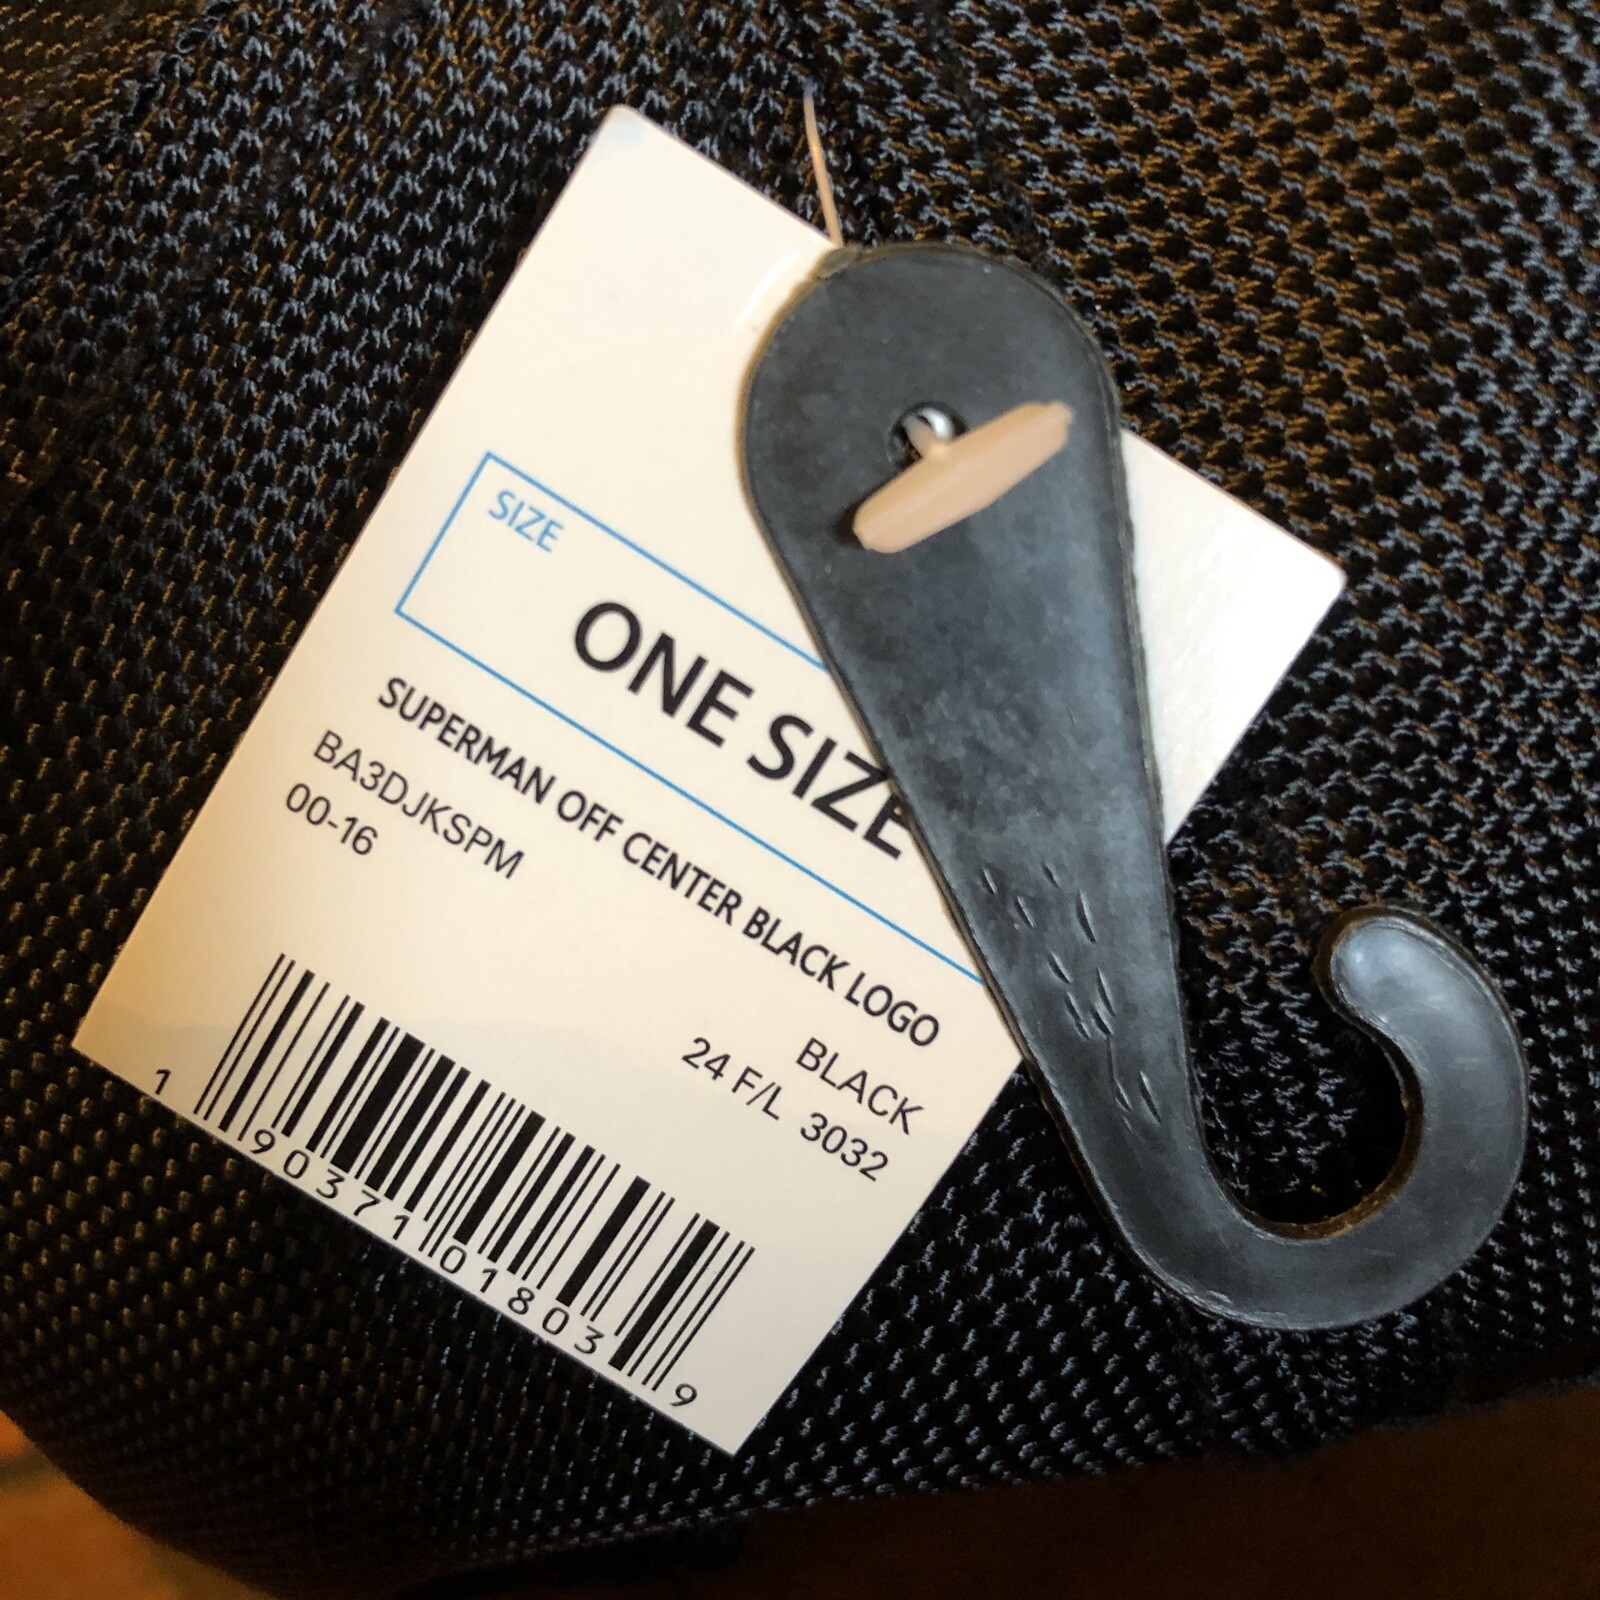 SIZE
ONE SIZE
SUPERMAN OFF CENTER BLACK LOGO
BA3DJKSPM
BLACK
00-16
24 F/L 3032
1 90371 01803 9